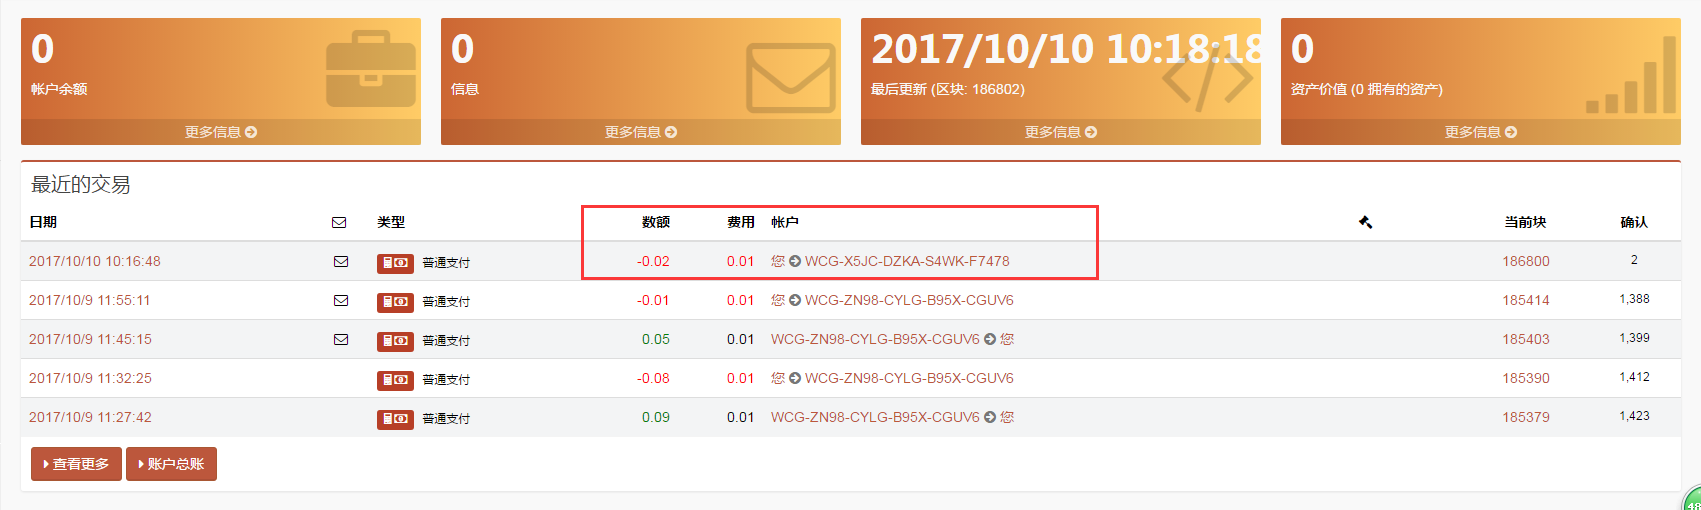 0
帐户余额
更多信息
0
信息
更多信息
2017/10/10 10:18:18
最后更新 (区块: 186802)
更多信息
0
资产价值 (0 拥有的资产)
更多信息
最近的交易
日期 类型 数额 费用 帐户 当前块 确认
2017/10/10 10:16:48 普通支付 -0.02 0.01 您 WCG-X5JC-DZKA-S4WK-F7478 186800 2
2017/10/9 11:55:11 普通支付 -0.01 0.01 您 WCG-ZN98-CYLG-B95X-CGUV6 185414 1,388
2017/10/9 11:45:15 普通支付 0.05 0.01 WCG-ZN98-CYLG-B95X-CGUV6 您 185403 1,399
2017/10/9 11:32:25 普通支付 -0.08 0.01 您 WCG-ZN98-CYLG-B95X-CGUV6 185390 1,412
2017/10/9 11:27:42 普通支付 0.09 0.01 WCG-ZN98-CYLG-B95X-CGUV6 您 185379 1,423
查看更多 账户总账